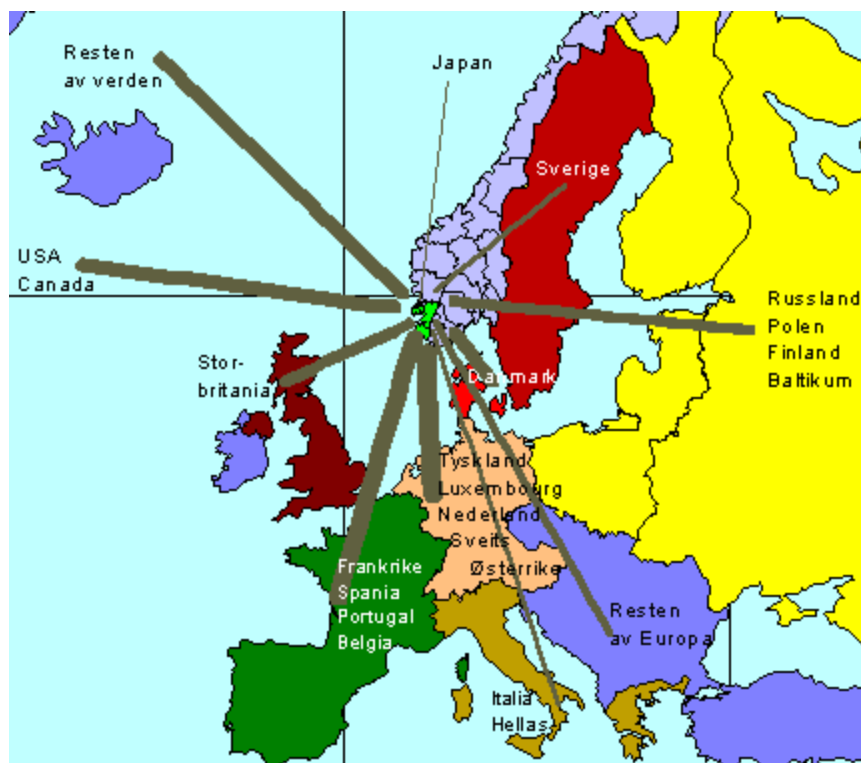 Resten
av verden
Japan
Sverige
USA
Canada
Russland
Polen
Finland
Baltikum
Stor-
britania
Danmark
Tyskland
Luxembourg
Nederland
Sveits
Østerrike
Frankrike
Spania
Portugal
Belgia
Resten
av Europa
Italia
Hellas